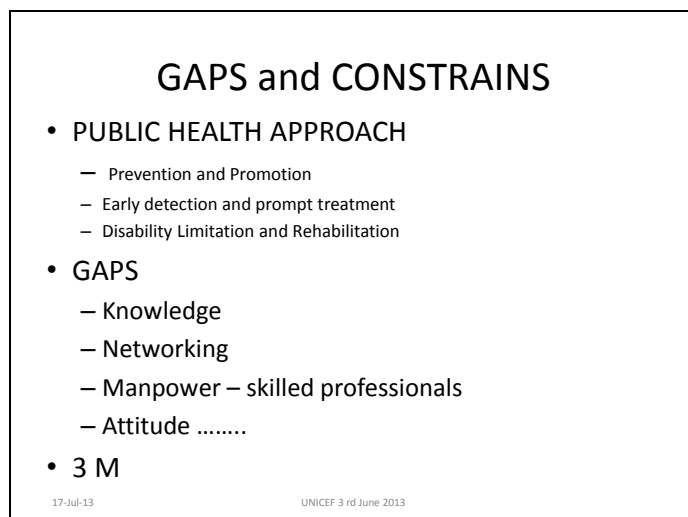 GAPS and CONSTRAINS
• PUBLIC HEALTH APPROACH
– Prevention and Promotion
– Early detection and prompt treatment
– Disability Limitation and Rehabilitation
• GAPS
– Knowledge
– Networking
– Manpower – skilled professionals
– Attitude ........
• 3 M
17-Jul-13 UNICEF 3 rd June 2013